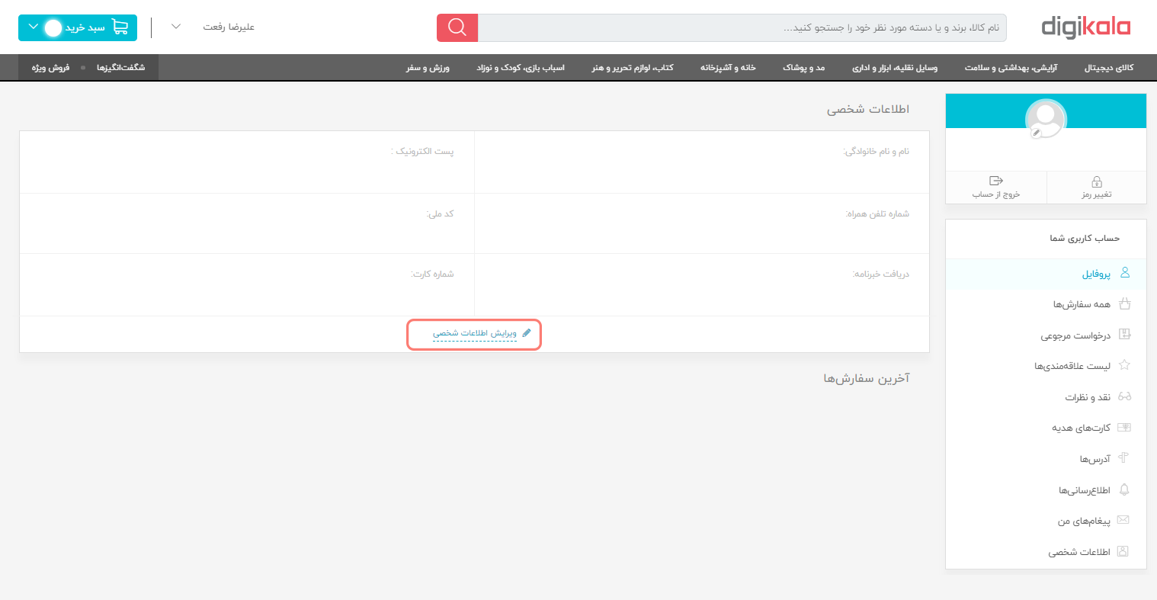 digikala
نام کالا، برند و یا دسته مورد نظر خود را جستجو کنید...
علیرضا رفعت
سبد خرید
کالای دیجیتال
آرایشی، بهداشتی و سلامت
وسایل نقلیه، ابزار و اداری
مد و پوشاک
خانه و آشپزخانه
کتاب، لوازم تحریر و هنر
اسباب بازی، کودک و نوزاد
ورزش و سفر
شگفت‌انگیزها
فروش ویژه
تغییر رمز
خروج از حساب
حساب کاربری شما
پروفایل
همه سفارش‌ها
درخواست مرجوعی
لیست علاقه‌مندی‌ها
نقد و نظرات
کارت‌های هدیه
آدرس‌ها
اطلاع‌رسانی‌ها
پیغام‌های من
اطلاعات شخصی
اطلاعات شخصی
نام و نام خانوادگی:
پست الکترونیک :
شماره تلفن همراه:
کد ملی:
دریافت خبرنامه:
شماره کارت:
ویرایش اطلاعات شخصی
آخرین سفارش‌ها